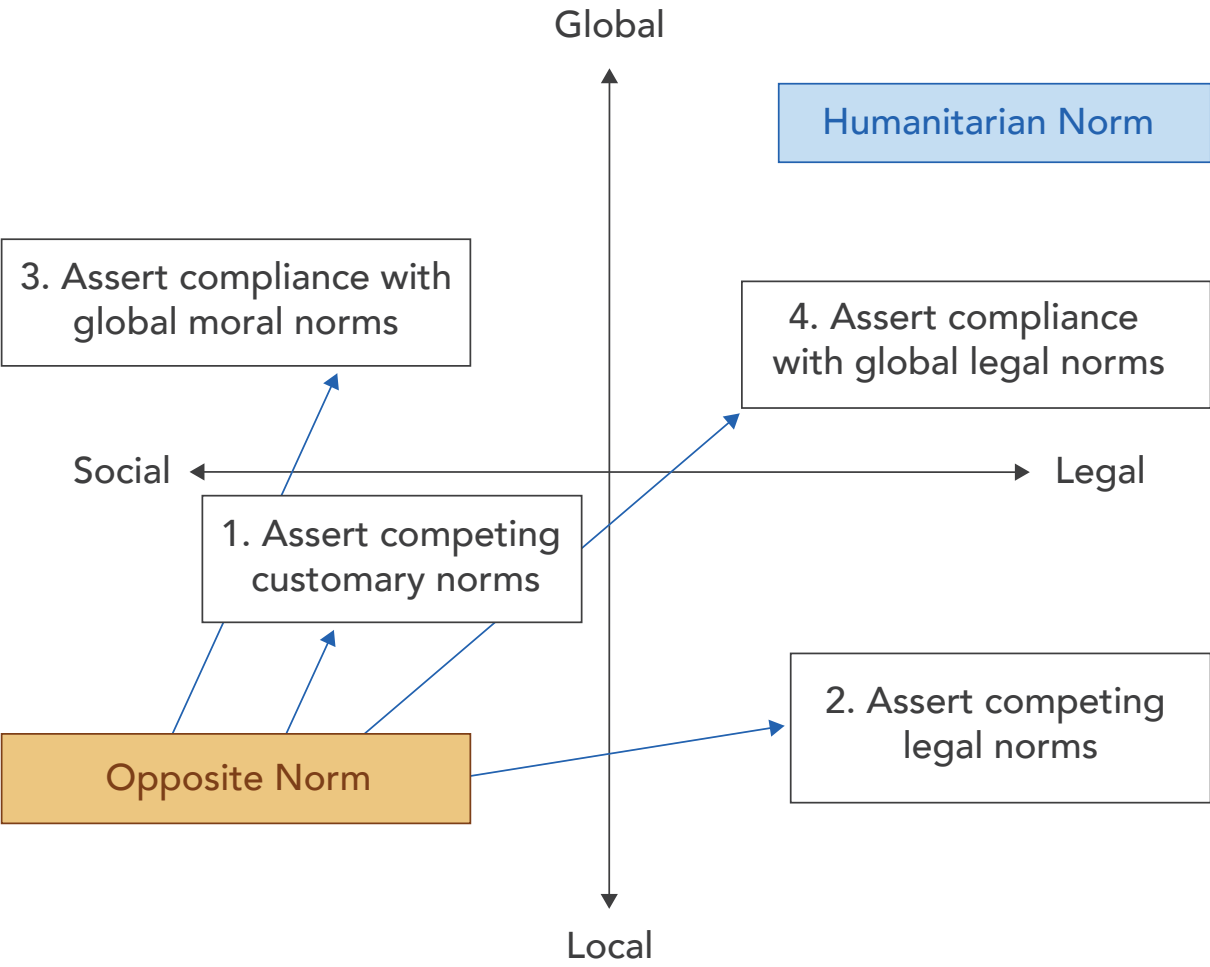 Global
Humanitarian Norm
3. Assert compliance with
global moral norms
4. Assert compliance
with global legal norms
Social
Legal
1. Assert competing
customary norms
2. Assert competing
legal norms
Opposite Norm
Local